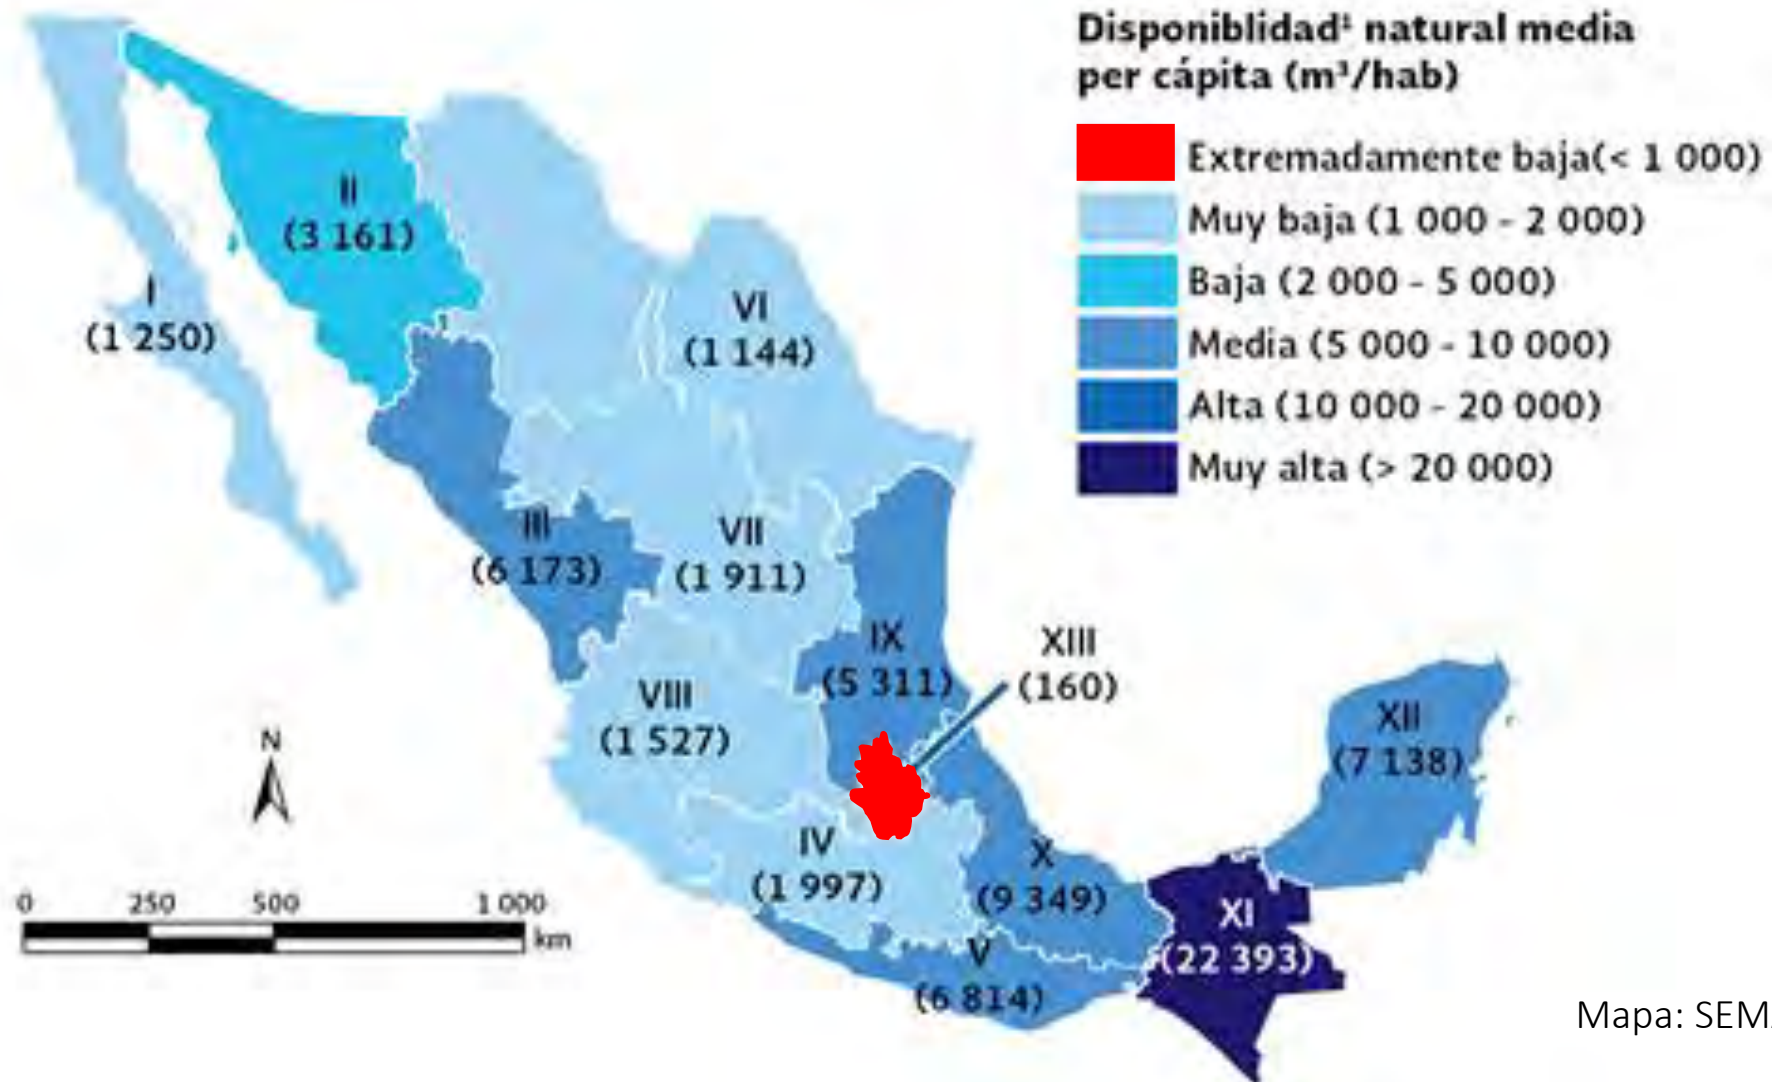 Disponiblidad¹ natural media
per cápita (m³/hab)
Extremadamente baja(< 1 000)
Muy baja (1 000 - 2 000)
Baja (2 000 - 5 000)
Media (5 000 - 10 000)
Alta (10 000 - 20 000)
Muy alta (> 20 000)
II
(3 161)
I
(1 250)
VI
(1 144)
III
(6 173)
VII
(1 911)
IX
(5 311)
XIII
(160)
VIII
(1 527)
XII
(7 138)
IV
(1 997)
X
(9 349)
XI
(22 393)
V
(6 814)
N
0 250 500 1 000
km
Mapa: